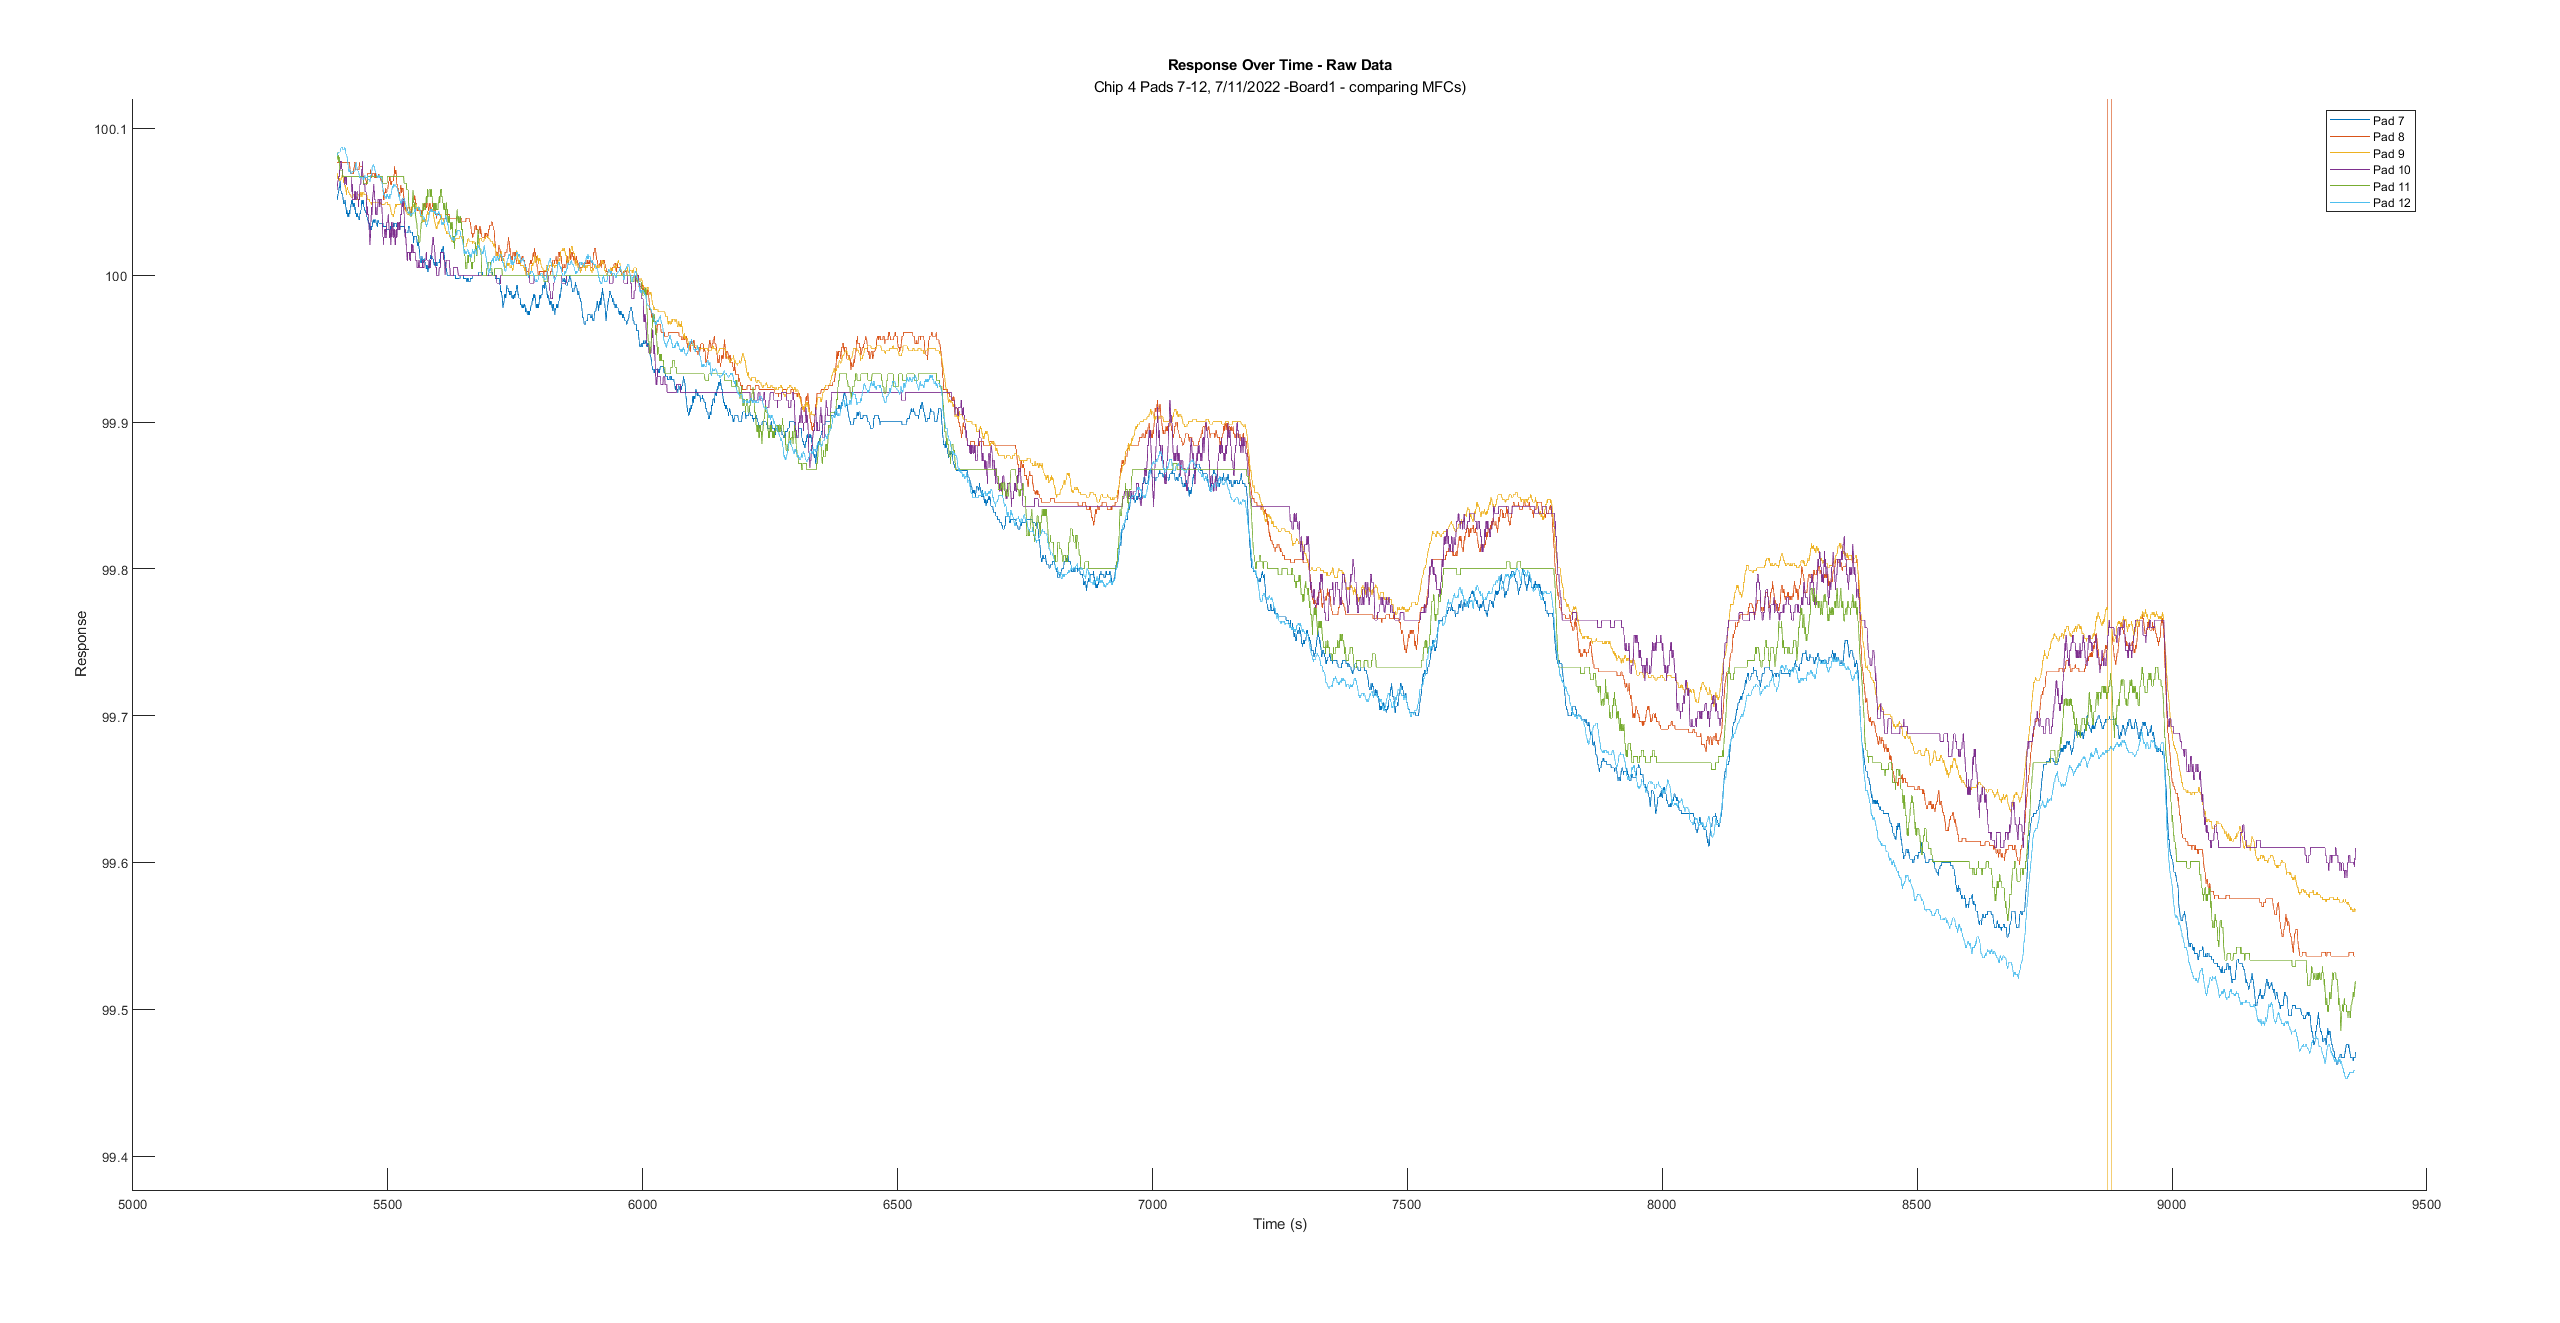 Response Over Time - Raw Data
Chip 4 Pads 7-12, 7/11/2022 -Board1 - comparing MFCs)
Pad 7
Pad 8
Pad 9
Pad 10
Pad 11
Pad 12
100.1
100
99.9
99.8
99.7
99.6
99.5
99.4
Response
5000 5500 6000 6500 7000 7500 8000 8500 9000 9500
Time (s)